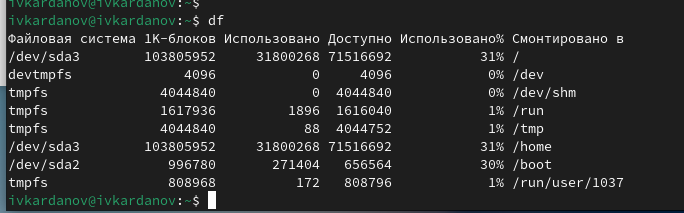 ivkardanov@ivkardanov:~$
ivkardanov@ivkardanov:~$ df
Файловая система 1K-блоков Использовано Доступно Использовано% Смонтировано в
/dev/sda3 103805952 31800268 71516692 31% /
devtmpfs 4096 0 4096 0% /dev
tmpfs 4044840 0 4044840 0% /dev/shm
tmpfs 1617936 1896 1616040 1% /run
tmpfs 4044840 88 4044752 1% /tmp
/dev/sda3 103805952 31800268 71516692 31% /home
/dev/sda2 996780 271404 656564 30% /boot
tmpfs 808968 172 808796 1% /run/user/1037
ivkardanov@ivkardanov:~$